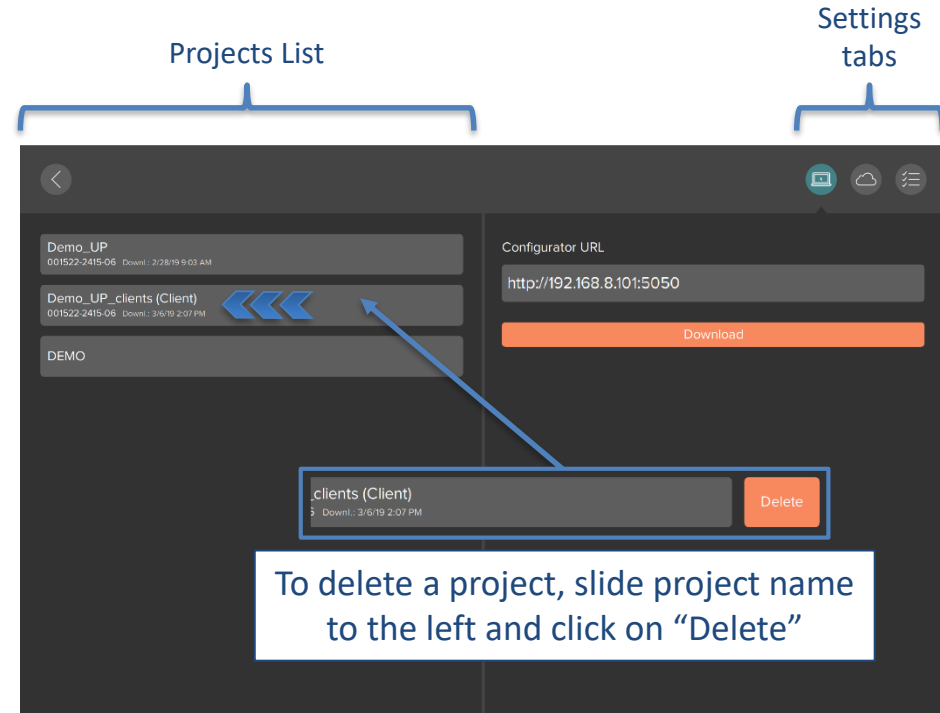 Projects List
Settings
tabs
Demo_UP
001522-2415-06 Downl.: 2/28/19 9:03 AM
Demo_UP_clients (Client)
001522-2415-06 Downl.: 3/6/19 2:07 PM
DEMO
Configurator URL
http://192.168.8.101:5050
Download
_clients (Client)
Downl.: 3/6/19 2:07 PM
Delete
To delete a project, slide project name
to the left and click on “Delete”